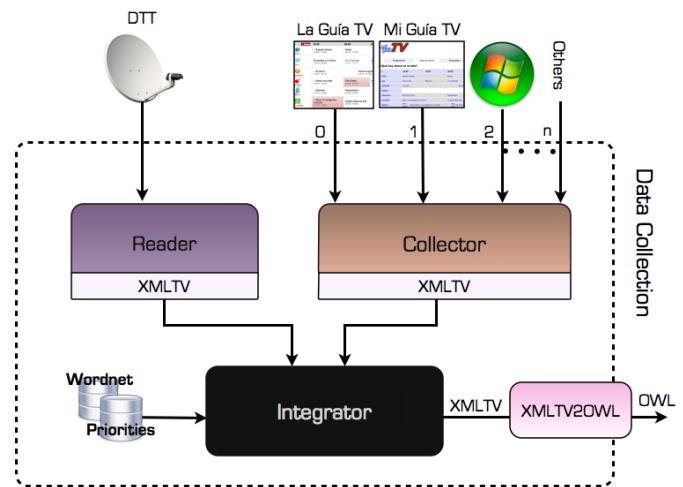 DTT
La Guía TV
Mi Guía TV
Others
TV
0
1
2
n
Data Collection
Reader
XMLTV
Collector
XMLTV
Wordnet
Priorities
Integrator
XMLTV
XMLTV2OWL
OWL